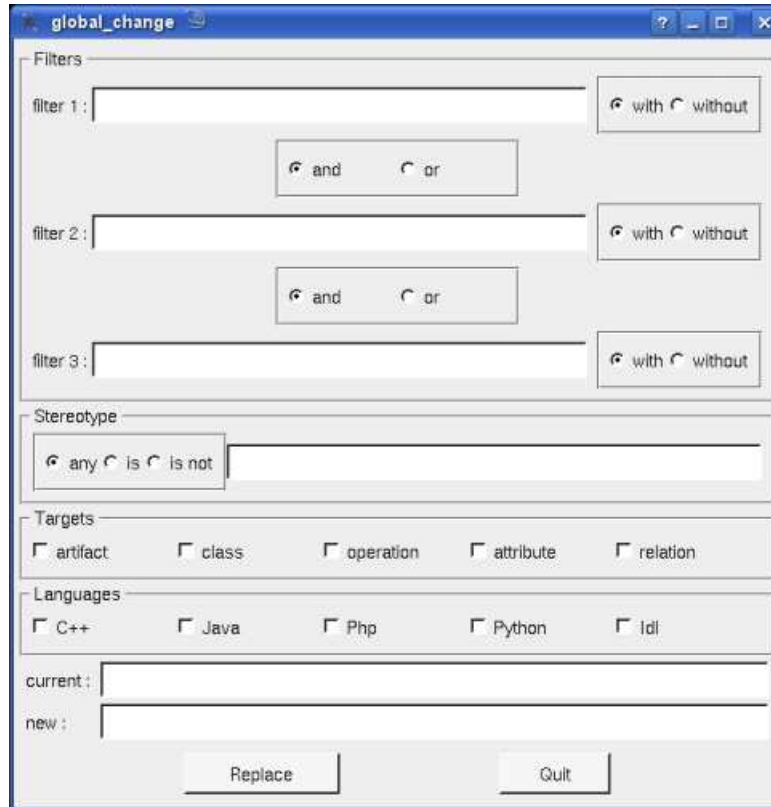 global_change
Filters
filter 1 :
with without
and or
filter 2 :
with without
and or
filter 3 :
with without
Stereotype
any is is not
Targets
artifact class operation attribute relation
Languages
C++ Java Php Python Idl
current :
new :
Replace Quit